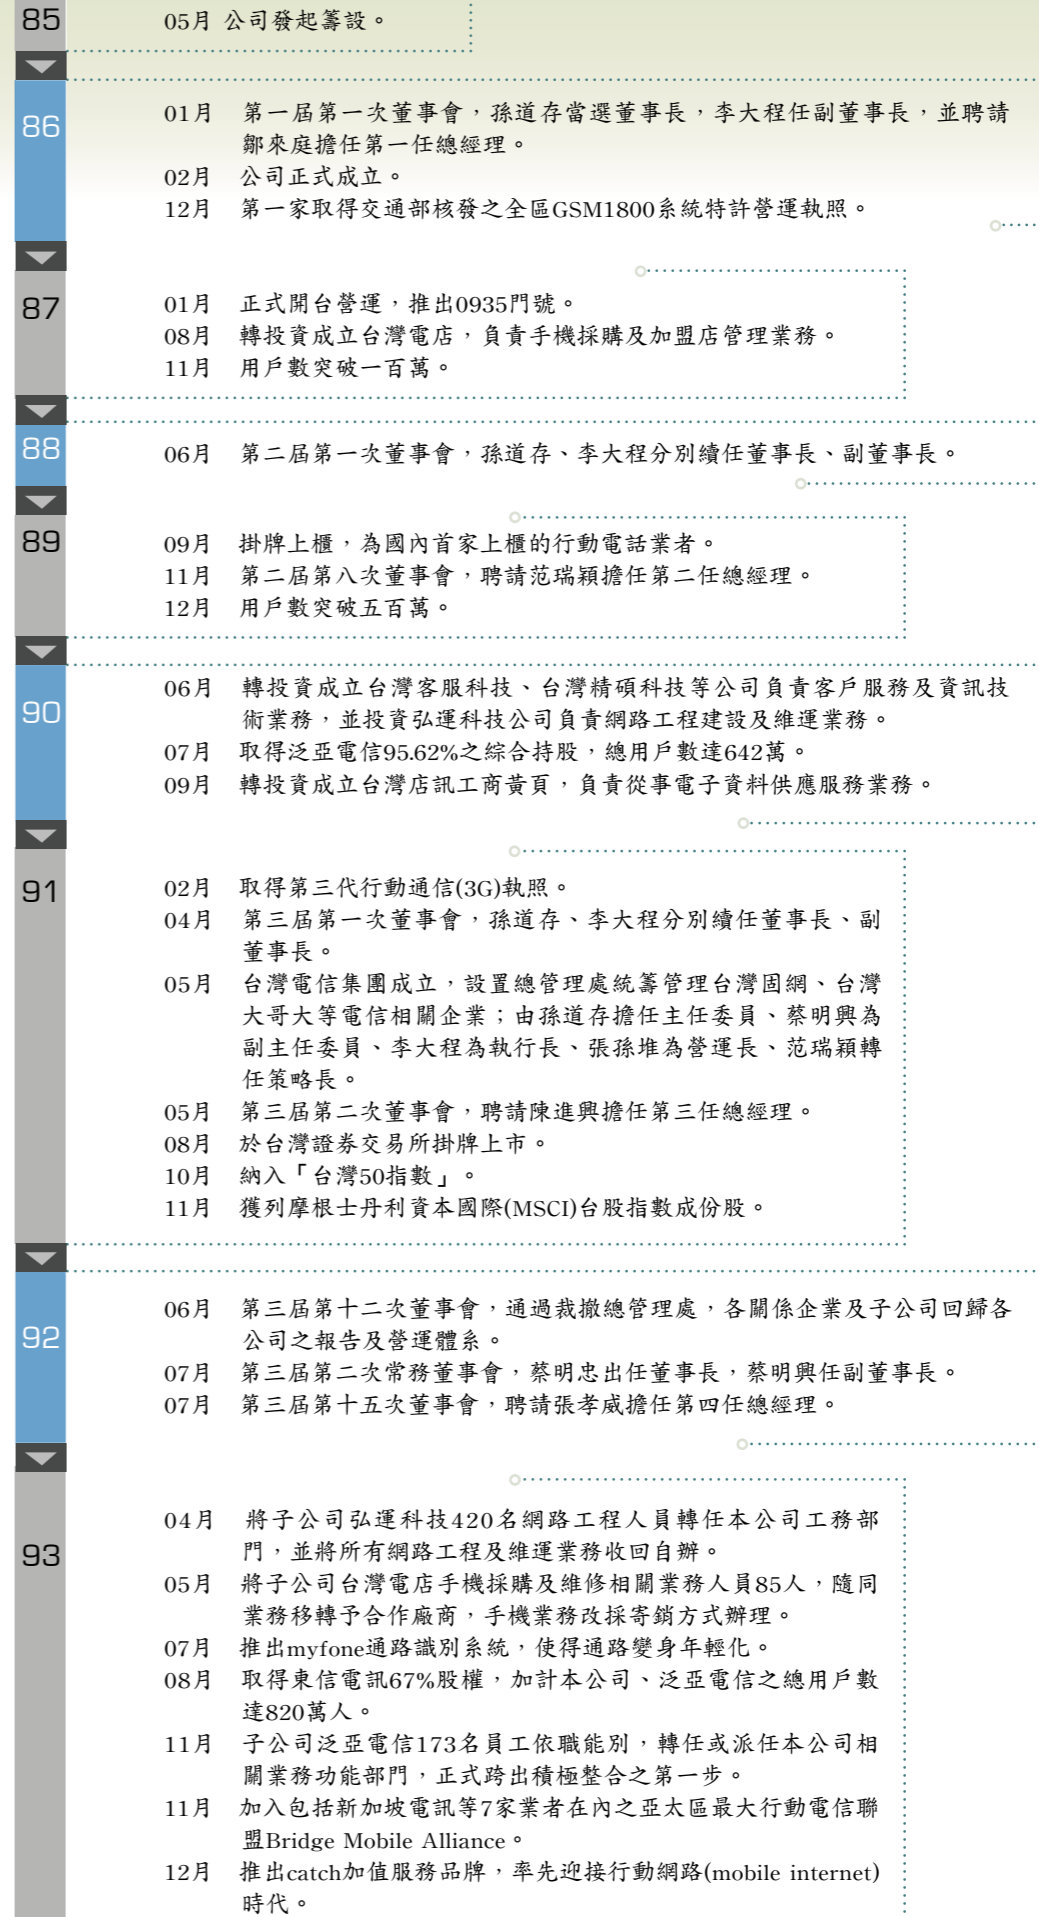 85
05月 公司發起籌設。
86
01月 第一屆第一次董事會，孫道存當選董事長，李大程任副董事長，並聘請
鄒來庭擔任第一任總經理。
02月 公司正式成立。
12月 第一家取得交通部核發之全區GSM1800系統特許營運執照。
87
01月 正式開台營運，推出0935門號。
08月 轉投資成立台灣電店，負責手機採購及加盟店管理業務。
11月 用戶數突破一百萬。
88
06月 第二屆第一次董事會，孫道存、李大程分別續任董事長、副董事長。
89
09月 掛牌上櫃，為國內首家上櫃的行動電話業者。
11月 第二屆第八次董事會，聘請范瑞穎擔任第二任總經理。
12月 用戶數突破五百萬。
90
06月 轉投資成立台灣客服科技、台灣精碩科技等公司負責客戶服務及資訊技
術業務，並投資弘運科技公司負責網路工程建設及維運業務。
07月 取得泛亞電信95.62%之綜合持股，總用戶數達642萬。
09月 轉投資成立台灣店訊工商黃頁，負責從事電子資料供應服務業務。
91
02月 取得第三代行動通信(3G)執照。
04月 第三屆第一次董事會，孫道存、李大程分別續任董事長、副
董事長。
05月 台灣電信集團成立，設置總管理處統籌管理台灣固網、台灣
大哥大等電信相關企業；由孫道存擔任主任委員、蔡明興為
副主任委員、李大程為執行長、張孫堆為營運長、范瑞穎轉
任策略長。
05月 第三屆第二次董事會，聘請陳進興擔任第三任總經理。
08月 於台灣證券交易所掛牌上市。
10月 納入「台灣50指數」。
11月 獲列摩根士丹利資本國際(MSCI)台股指數成份股。
92
06月 第三屆第十二次董事會，通過裁撤總管理處，各關係企業及子公司回歸各
公司之報告及營運體系。
07月 第三屆第二次常務董事會，蔡明忠出任董事長，蔡明興任副董事長。
07月 第三屆第十五次董事會，聘請張孝威擔任第四任總經理。
93
04月 將子公司弘運科技420名網路工程人員轉任本公司工務部
門，並將所有網路工程及維運業務收回自辦。
05月 將子公司台灣電店手機採購及維修相關業務人員85人，隨同
業務移轉予合作廠商，手機業務改採寄銷方式辦理。
07月 推出myfone通路識別系統，使得通路變身年輕化。
08月 取得東信電訊67%股權，加計本公司、泛亞電信之總用戶數
達820萬人。
11月 子公司泛亞電信173名員工依職能別，轉任或派任本公司相
關業務功能部門，正式跨出積極整合之第一步。
11月 加入包括新加坡電訊等7家業者在內之亞太區最大行動電信聯
盟Bridge Mobile Alliance。
12月 推出catch加值服務品牌，率先迎接行動網路(mobile internet)
時代。